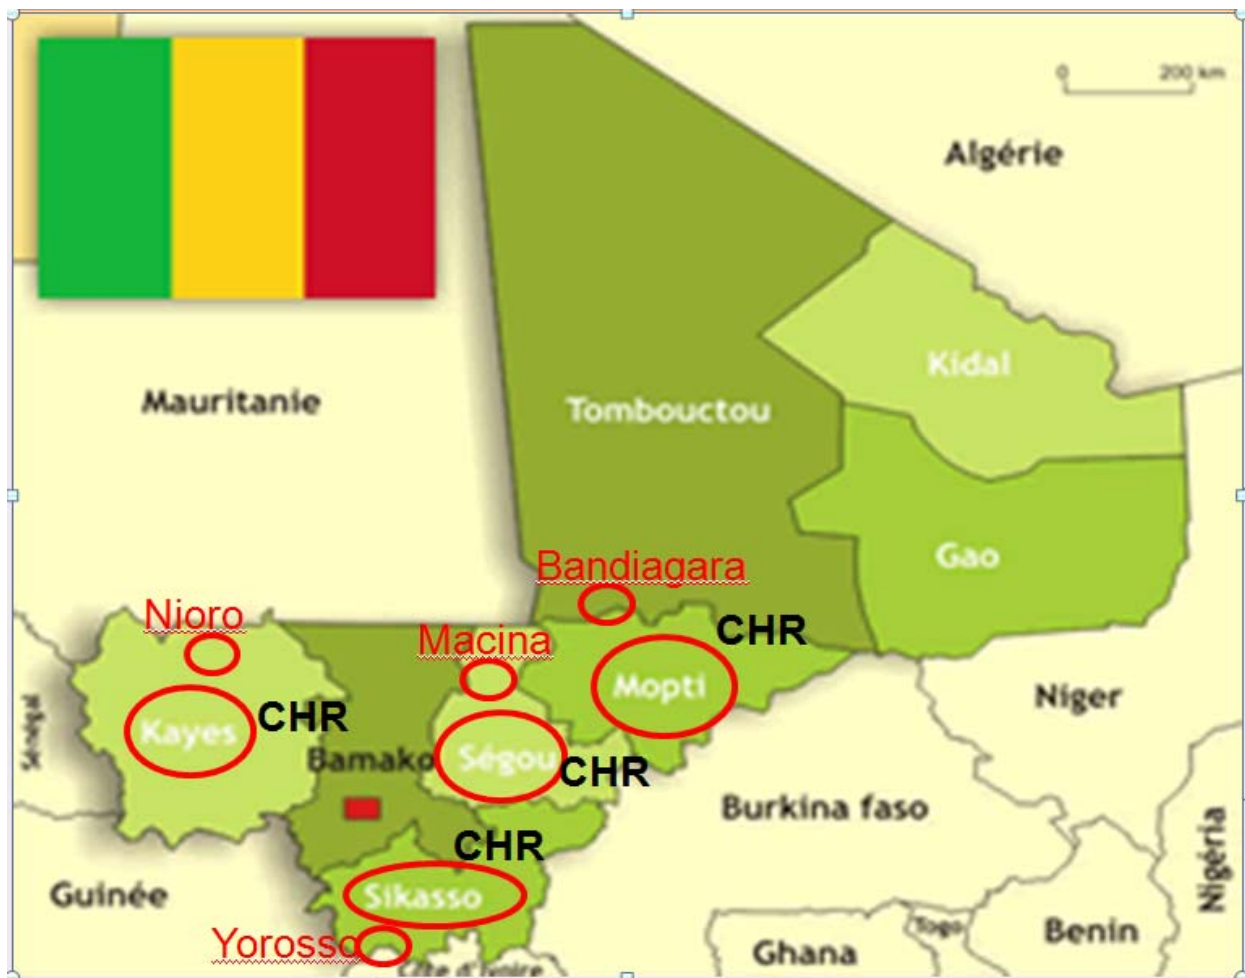 0 200 km
Algérie
Kidal
Mauritanie
Tombouctou
Gao
Bandiagara
Nioro
CHR
Macina
Mopti
Niger
Sénégal
Kayes
CHR
Bamako
Ségou
CHR
Burkina faso
CHR
Nigéria
Guinée
Sikasso
Togo
Benin
Yorosso
Ghana
Côte d'Ivoire